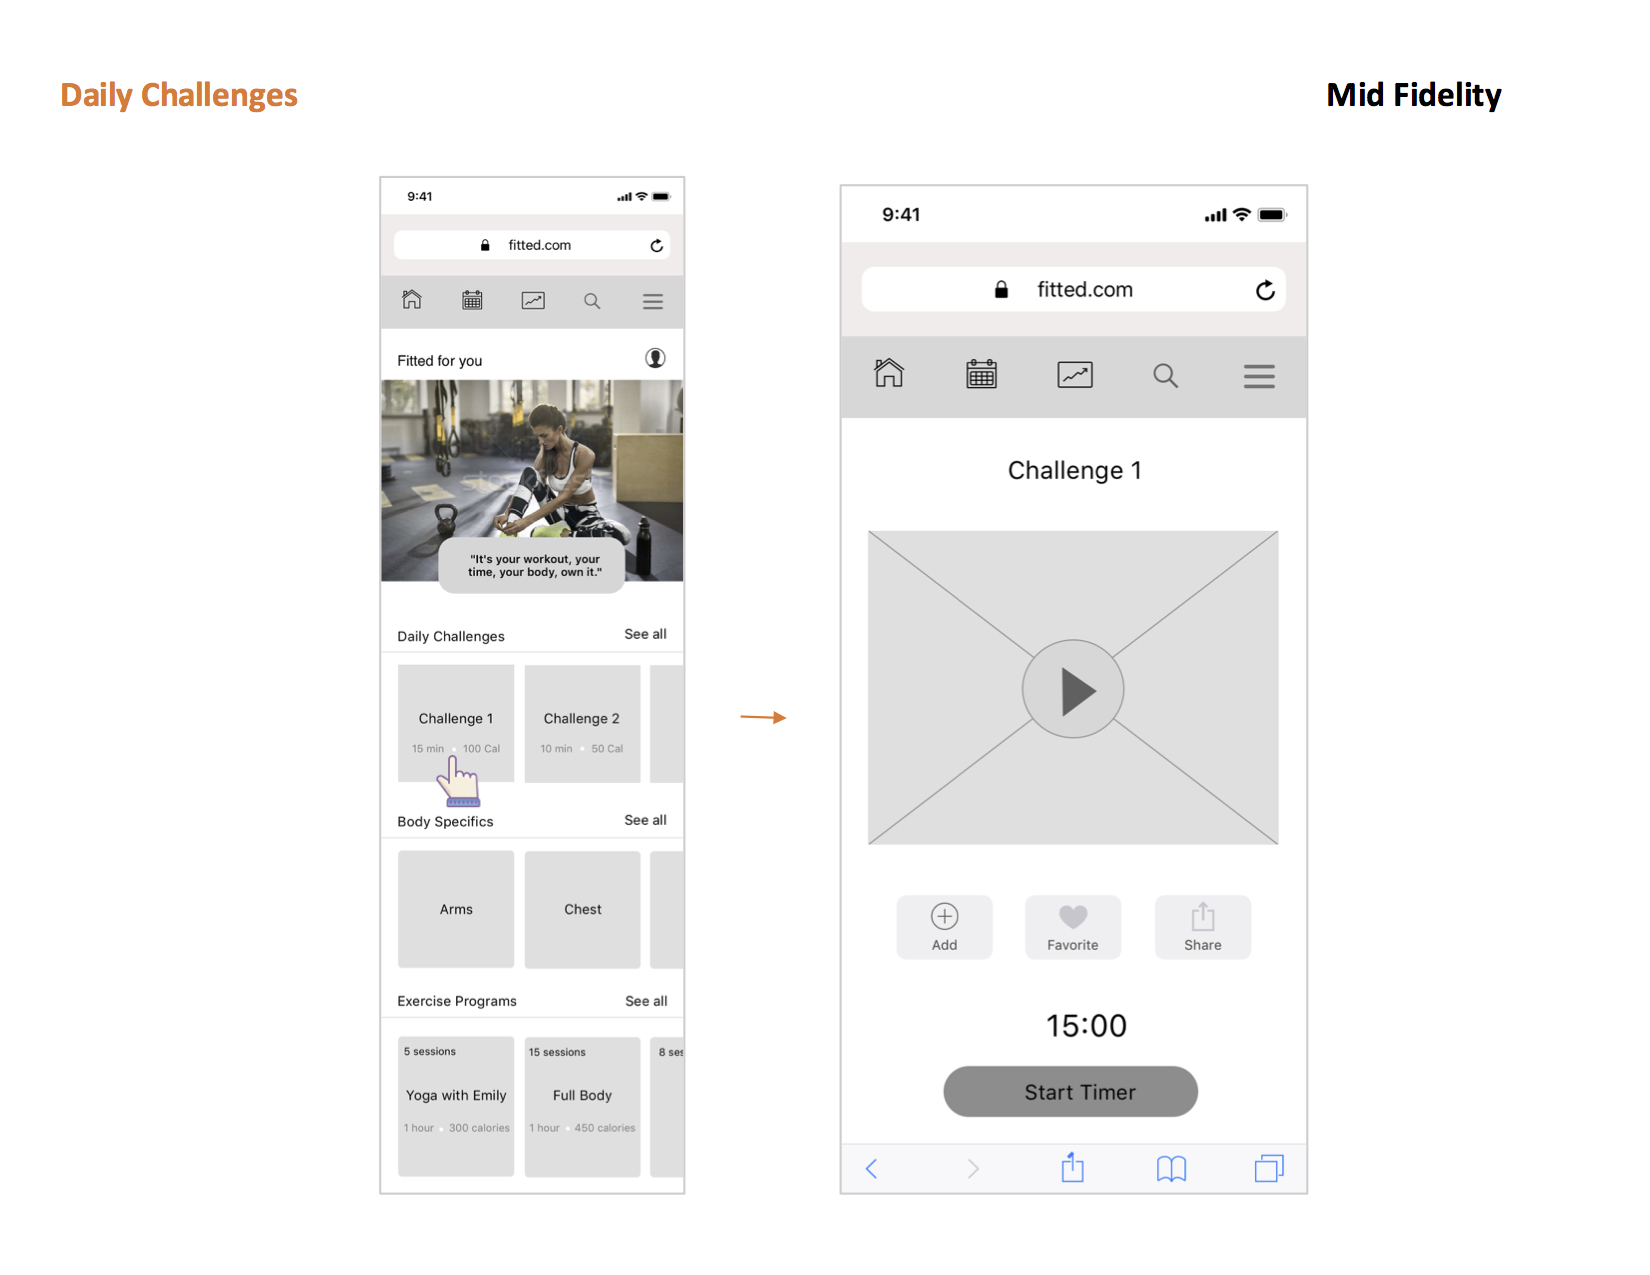 Daily Challenges
Mid Fidelity
9:41
fitted.com
Fitted for you
"It's your workout, your
time, your body, own it."
Daily Challenges See all
Challenge 1
15 min 100 Cal
Challenge 2
10 min 50 Cal
Body Specifics See all
Arms
Chest
Exercise Programs See all
5 sessions
Yoga with Emily
1 hour 300 calories
15 sessions
Full Body
1 hour 450 calories
8 ses
9:41
fitted.com
Challenge 1
Add
Favorite
Share
15:00
Start Timer